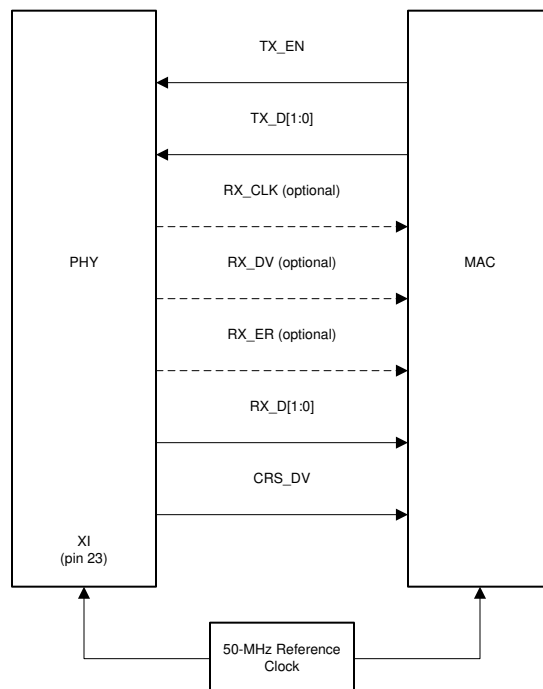 TX_EN
TX_D[1:0]
RX_CLK (optional)
PHY
RX_DV (optional)
MAC
RX_ER (optional)
RX_D[1:0]
CRS_DV
XI
(pin 23)
50-MHz Reference
Clock